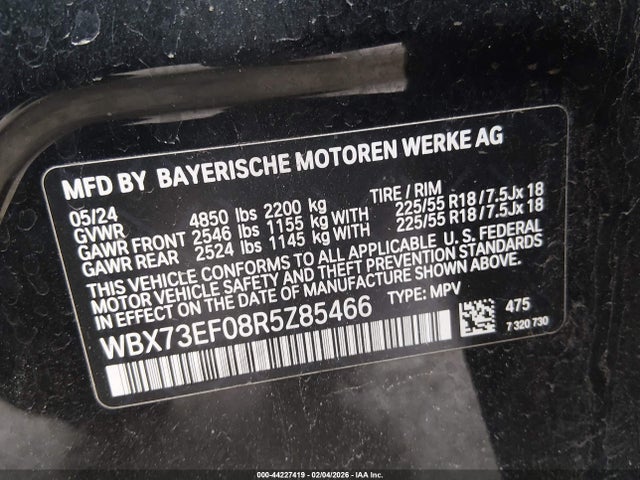 MFD BY BAYERISCHE MOTOREN WERKE AG
05/24 TIRE / RIM
GVWR 4850 lbs 2200 kg
GAWR FRONT 2546 lbs 1155 kg WITH 225/55 R18 / 7.5Jx 18
GAWR REAR 2524 lbs 1145 kg WITH 225/55 R18 / 7.5Jx 18
THIS VEHICLE CONFORMS TO ALL APPLICABLE U. S. FEDERAL
MOTOR VEHICLE SAFETY AND THEFT PREVENTION STANDARDS
IN EFFECT ON THE DATE OF MANUFACTURE SHOWN ABOVE.
WBX73EF08R5Z85466 TYPE: MPV
475
7 320 730
000-44227419 | 02/04/2026 | IAA Inc.